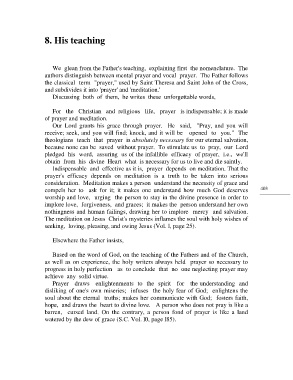 8. His teaching
We glean from the Father's teaching, explaining first the nomenclature. The
authors distinguish between mental prayer and vocal prayer. The Father follows
the classical term "prayer," used by Saint Theresa and Saint John of the Cross,
and subdivides it into 'prayer' and 'meditation.'
Discussing both of them, he writes these unforgettable words,
For the Christian and religious life, prayer is indispensable; it is made
of prayer and meditation.
Our Lord grants his grace through prayer. He said, "Pray, and you will
receive; seek, and you will find; knock, and it will be opened to you." The
theologians teach that prayer is absolutely necessary for our eternal salvation,
because none can be saved without prayer. To stimulate us to pray, our Lord
pledged his word, assuring us of the infallible efficacy of prayer, i.e., we'll
obtain from his divine Heart what is necessary for us to live and die saintly.
Indispensable and effective as it is, prayer depends on meditation. That the
prayer's efficacy depends on meditation is a truth to be taken into serious
consideration. Meditation makes a person understand the necessity of grace and
compels her to ask for it; it makes one understand how much God deserves
worship and love, urging the person to stay in the divine presence in order to
implore love, forgiveness, and graces; it makes the person understand her own
nothingness and human failings, drawing her to implore mercy and salvation.
The meditation on Jesus Christ's mysteries inflames the soul with holy wishes of
seeking, loving, pleasing, and owing Jesus (Vol. 1, page 25).
Elsewhere the Father insists,
Based on the word of God, on the teaching of the Fathers and of the Church,
as well as on experience, the holy writers always held prayer so necessary to
progress in holy perfection as to conclude that no one neglecting prayer may
achieve any solid virtue.
Prayer draws enlightenments to the spirit for the understanding and
disliking of one's own miseries; infuses the holy fear of God; enlightens the
soul about the eternal truths; makes her communicate with God; fosters faith,
hope, and draws the heart to divine love. A person who does not pray is like a
barren, cursed land. On the contrary, a person fond of prayer is like a land
watered by the dew of grace (S.C. Vol. 10, page 185).